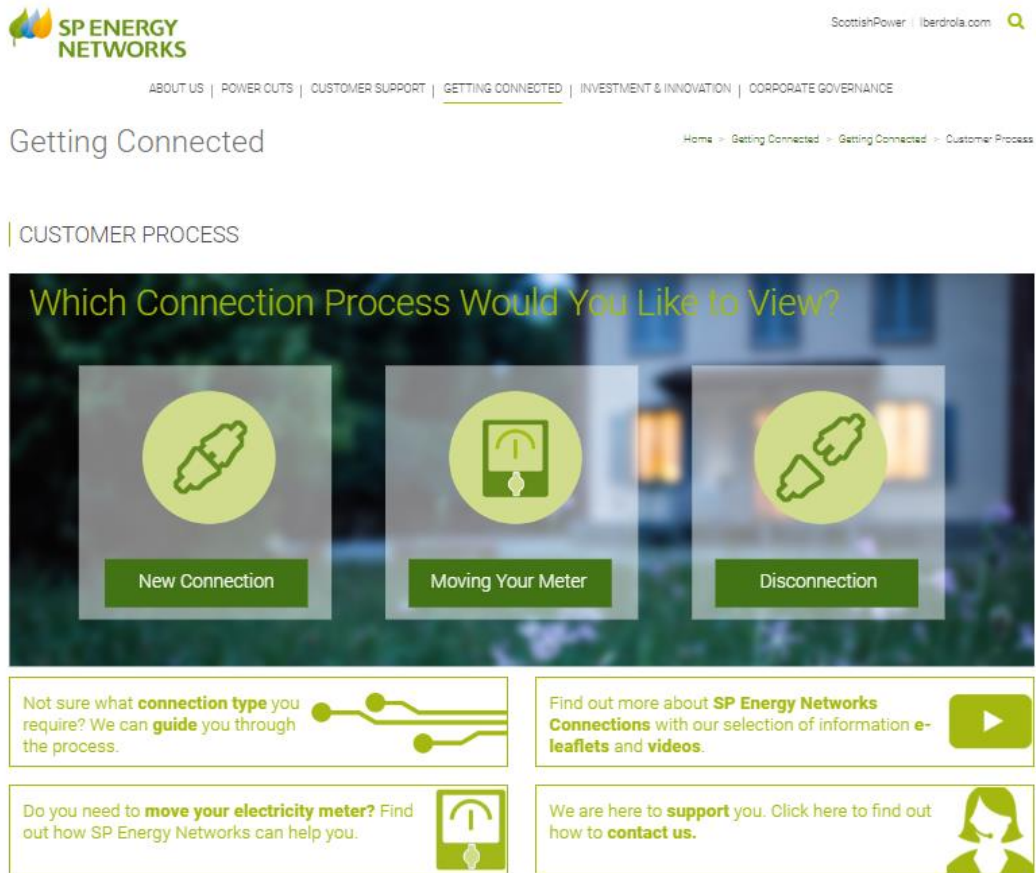 SP ENERGY
NETWORKS
ScottishPower | Iberdrola.com
ABOUT US | POWER CUTS | CUSTOMER SUPPORT | GETTING CONNECTED | INVESTMENT & INNOVATION | CORPORATE GOVERNANCE
Getting Connected
Home > Getting Connected > Getting Connected > Customer Process
CUSTOMER PROCESS
Which Connection Process Would You Like to View?
New Connection
Moving Your Meter
Disconnection
Not sure what connection type you
require? We can guide you through
the process.
Find out more about SP Energy Networks
Connections with our selection of information e-
leaflets and videos.
Do you need to move your electricity meter? Find
out how SP Energy Networks can help you.
We are here to support you. Click here to find out
how to contact us.